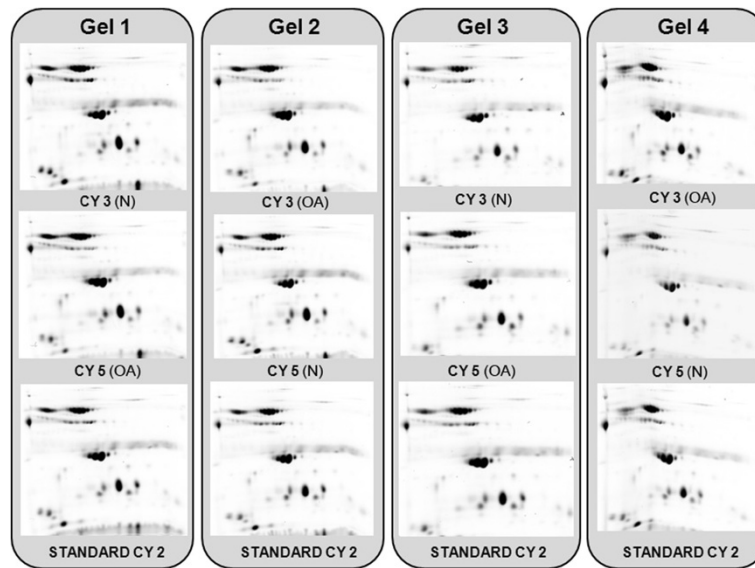 Gel 1
CY 3 (N)
CY 5 (OA)
STANDARD CY 2
Gel 2
CY 3 (OA)
CY 5 (N)
STANDARD CY 2
Gel 3
CY 3 (N)
CY 5 (OA)
STANDARD CY 2
Gel 4
CY 3 (OA)
CY 5 (N)
STANDARD CY 2